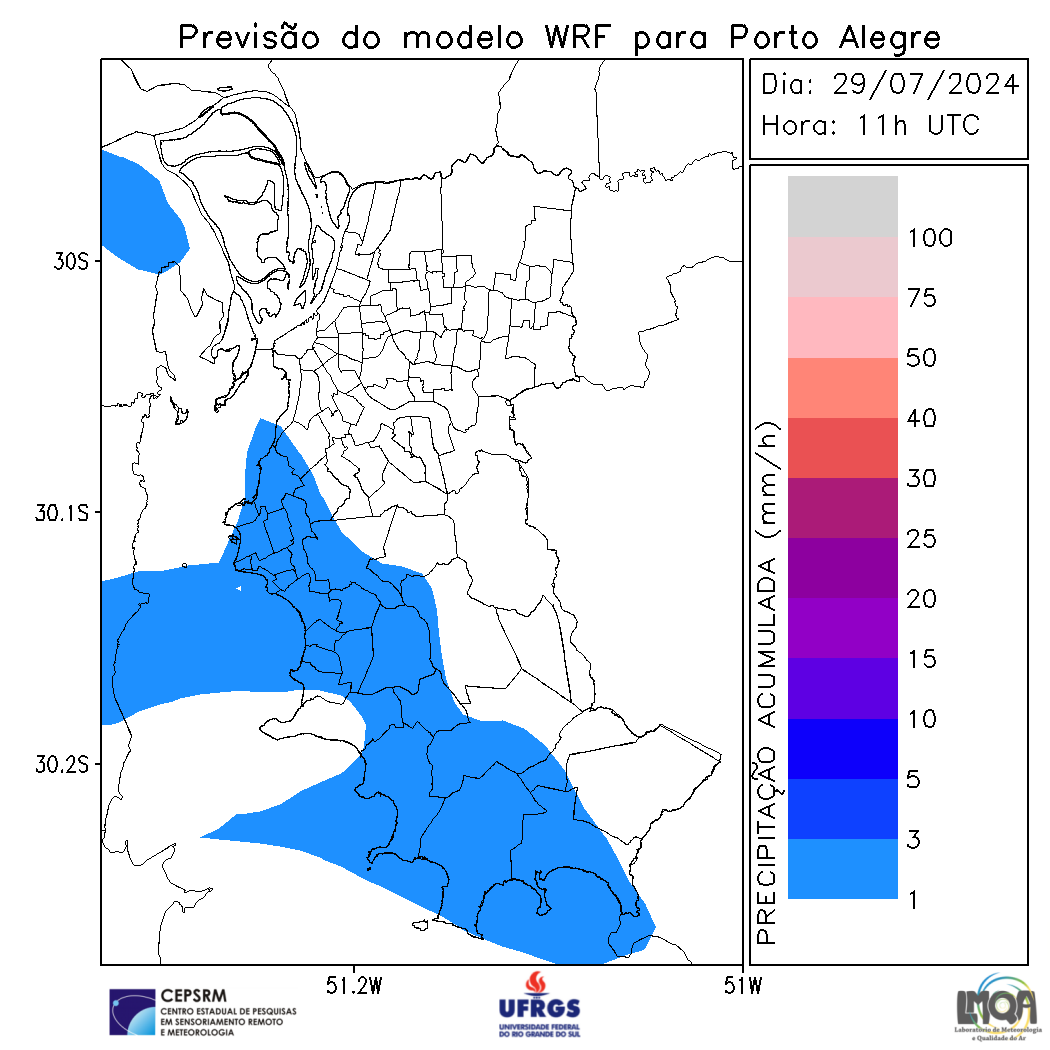 Previsão do modelo WRF para Porto Alegre
Dia: 29/07/2024
Hora: 11h UTC
100
75
50
40
30
25
20
15
10
5
3
1
PRECIPITAÇÃO ACUMULADA (mm/h)
30S
30.1S
30.2S
51.2W
51W
CEPSRM
CENTRO ESTADUAL DE PESQUISAS
EM SENSORIAMENTO REMOTO
E METEOROLOGIA
UFRGS
UNIVERSIDADE FEDERAL
DO RIO GRANDE DO SUL
LMQA
Laboratório de Meteorologia
e Qualidade do Ar